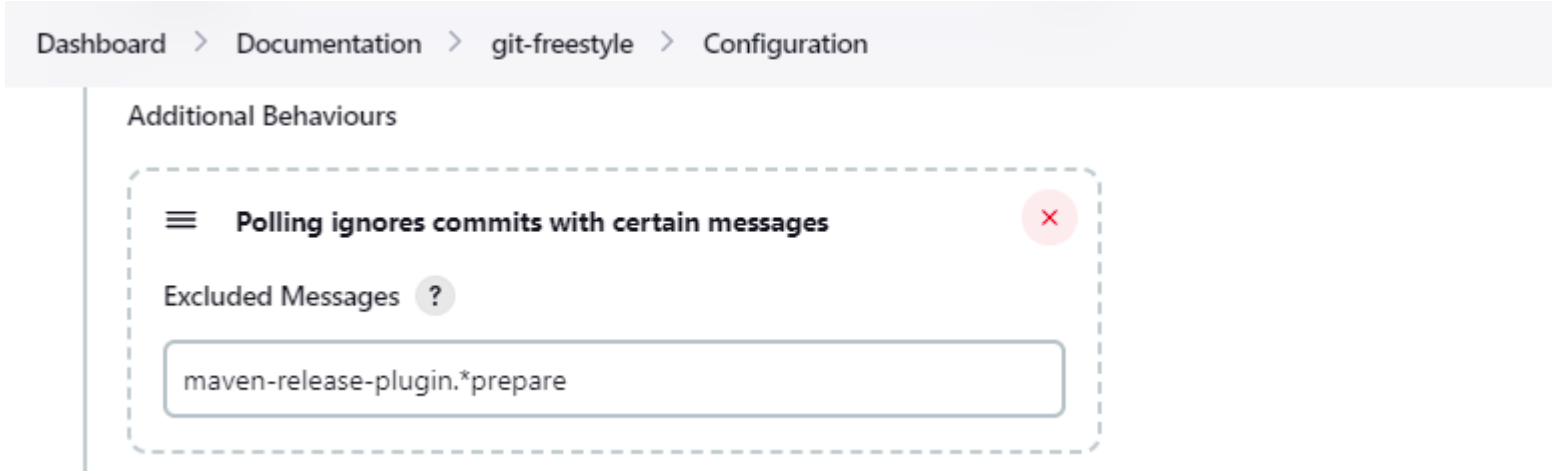 Dashboard > Documentation > git-freestyle > Configuration
Additional Behaviours
Polling ignores commits with certain messages
Excluded Messages ?
maven-release-plugin.*prepare